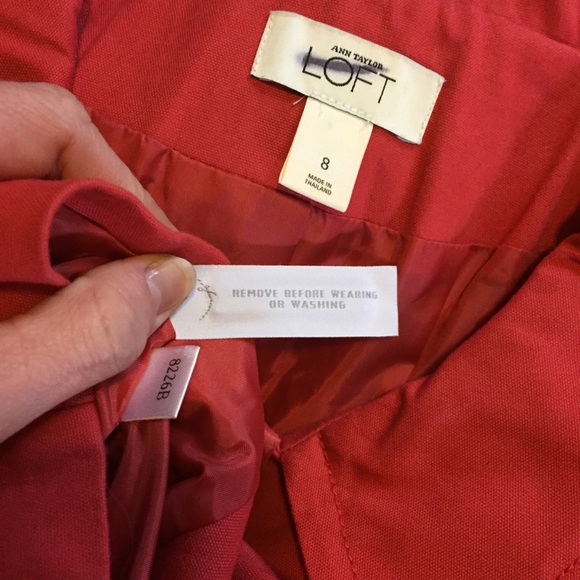 ANN TAYLOR
LOFT
8
MADE IN
THAILAND
REMOVE BEFORE WEARING
OR WASHING
8226B